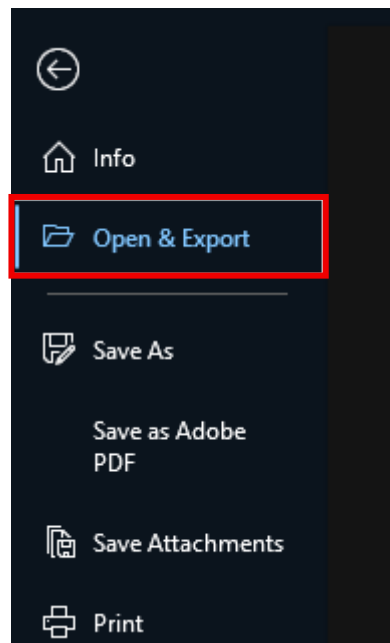 Info
Open & Export
Save As
Save as Adobe
PDF
Save Attachments
Print